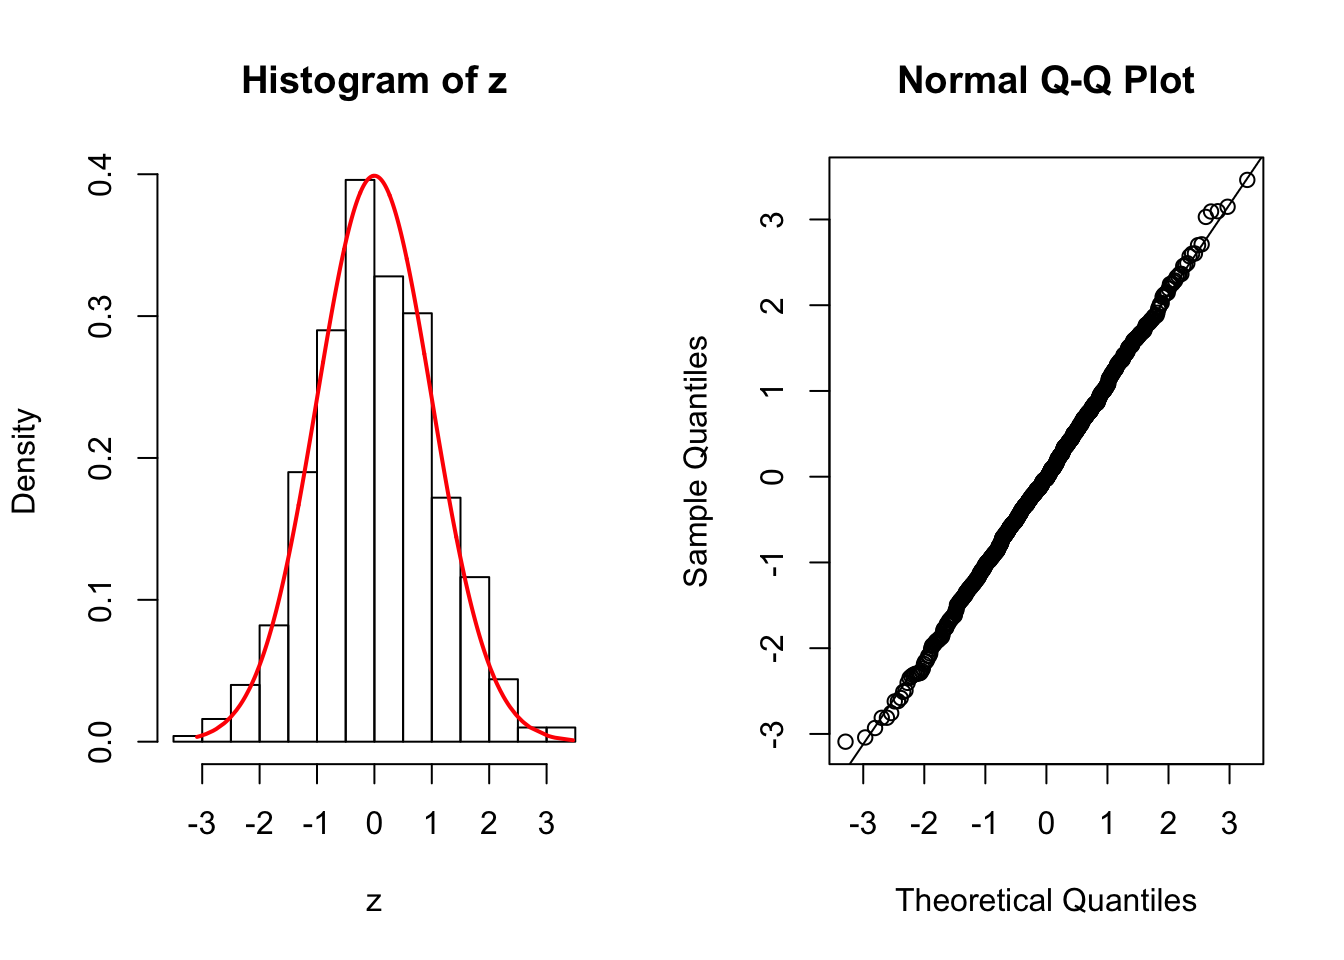 Histogram of z
Density
0.0 0.1 0.2 0.3 0.4
-3 -2 -1 0 1 2 3
z
Normal Q-Q Plot
Sample Quantiles
-3 -2 -1 0 1 2 3
-3 -2 -1 0 1 2 3
Theoretical Quantiles